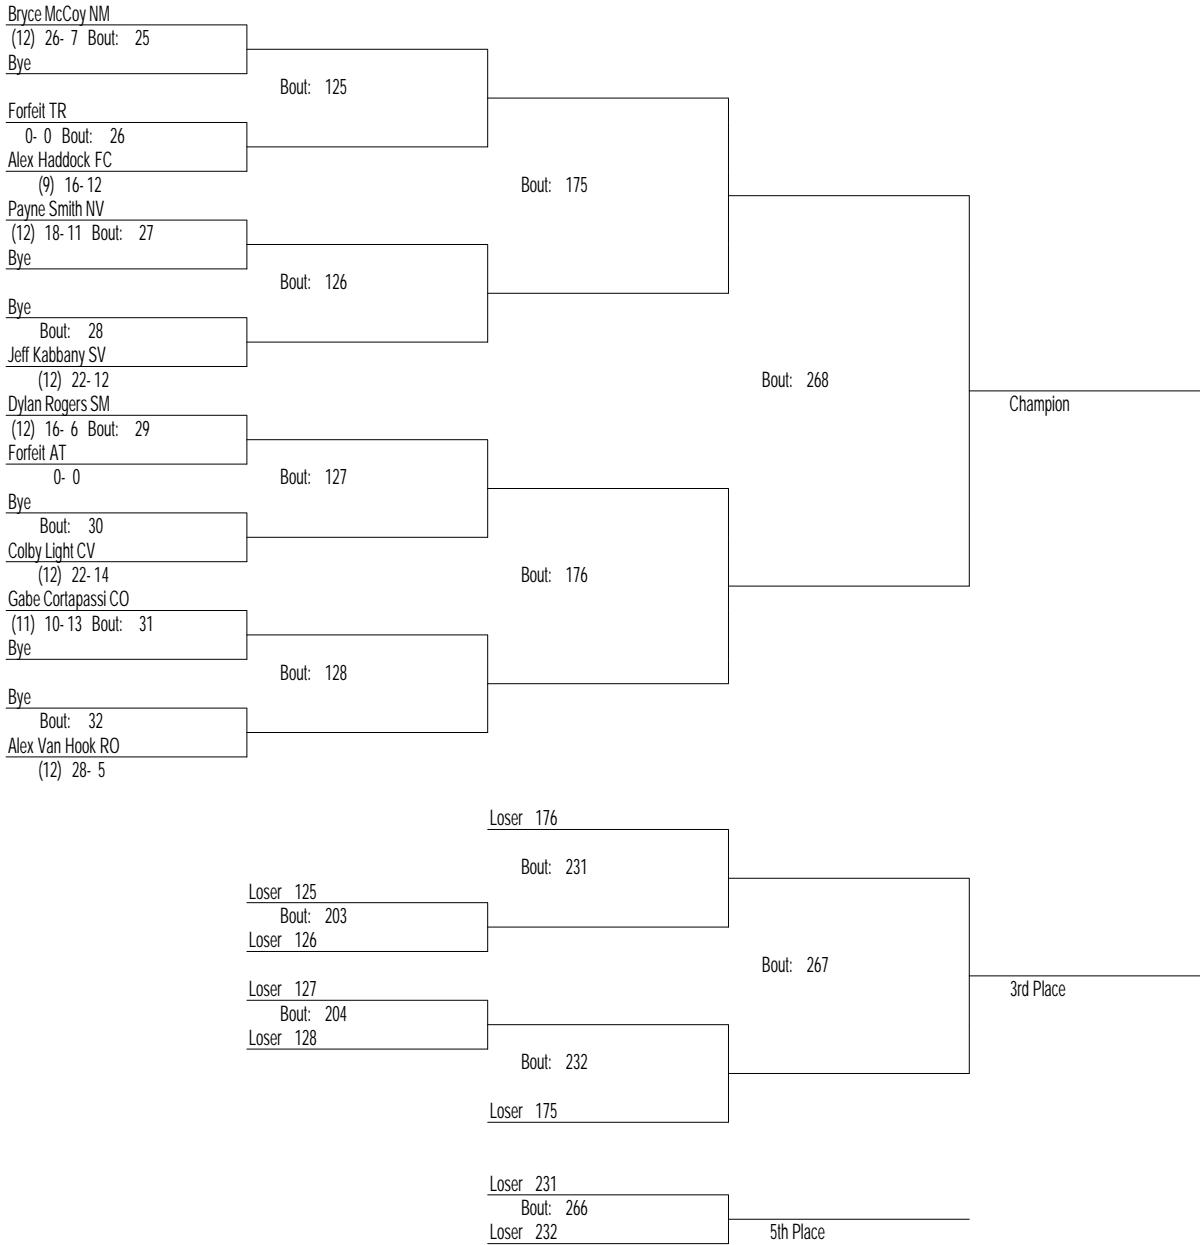 Bryce McCoy NM
(12) 26- 7 Bout: 25
Bye
Bout: 125
Forfeit TR
0- 0 Bout: 26
Alex Haddock FC
(9) 16-12
Bout: 175
Payne Smith NV
(12) 18-11 Bout: 27
Bye
Bout: 126
Bye
Bout: 28
Jeff Kabbany SV
(12) 22-12
Bout: 268
Champion
Dylan Rogers SM
(12) 16- 6 Bout: 29
Forfeit AT
0- 0
Bout: 127
Bye
Bout: 30
Colby Light CV
(12) 22-14
Bout: 176
Gabe Cortapassi CO
(11) 10-13 Bout: 31
Bye
Bout: 128
Bye
Bout: 32
Alex Van Hook RO
(12) 28- 5
Loser 176
Bout: 231
Loser 125
Bout: 203
Loser 126
Bout: 267
Loser 127
3rd Place
Bout: 204
Loser 128
Bout: 232
Loser 175
Loser 231
Bout: 266
Loser 232
5th Place